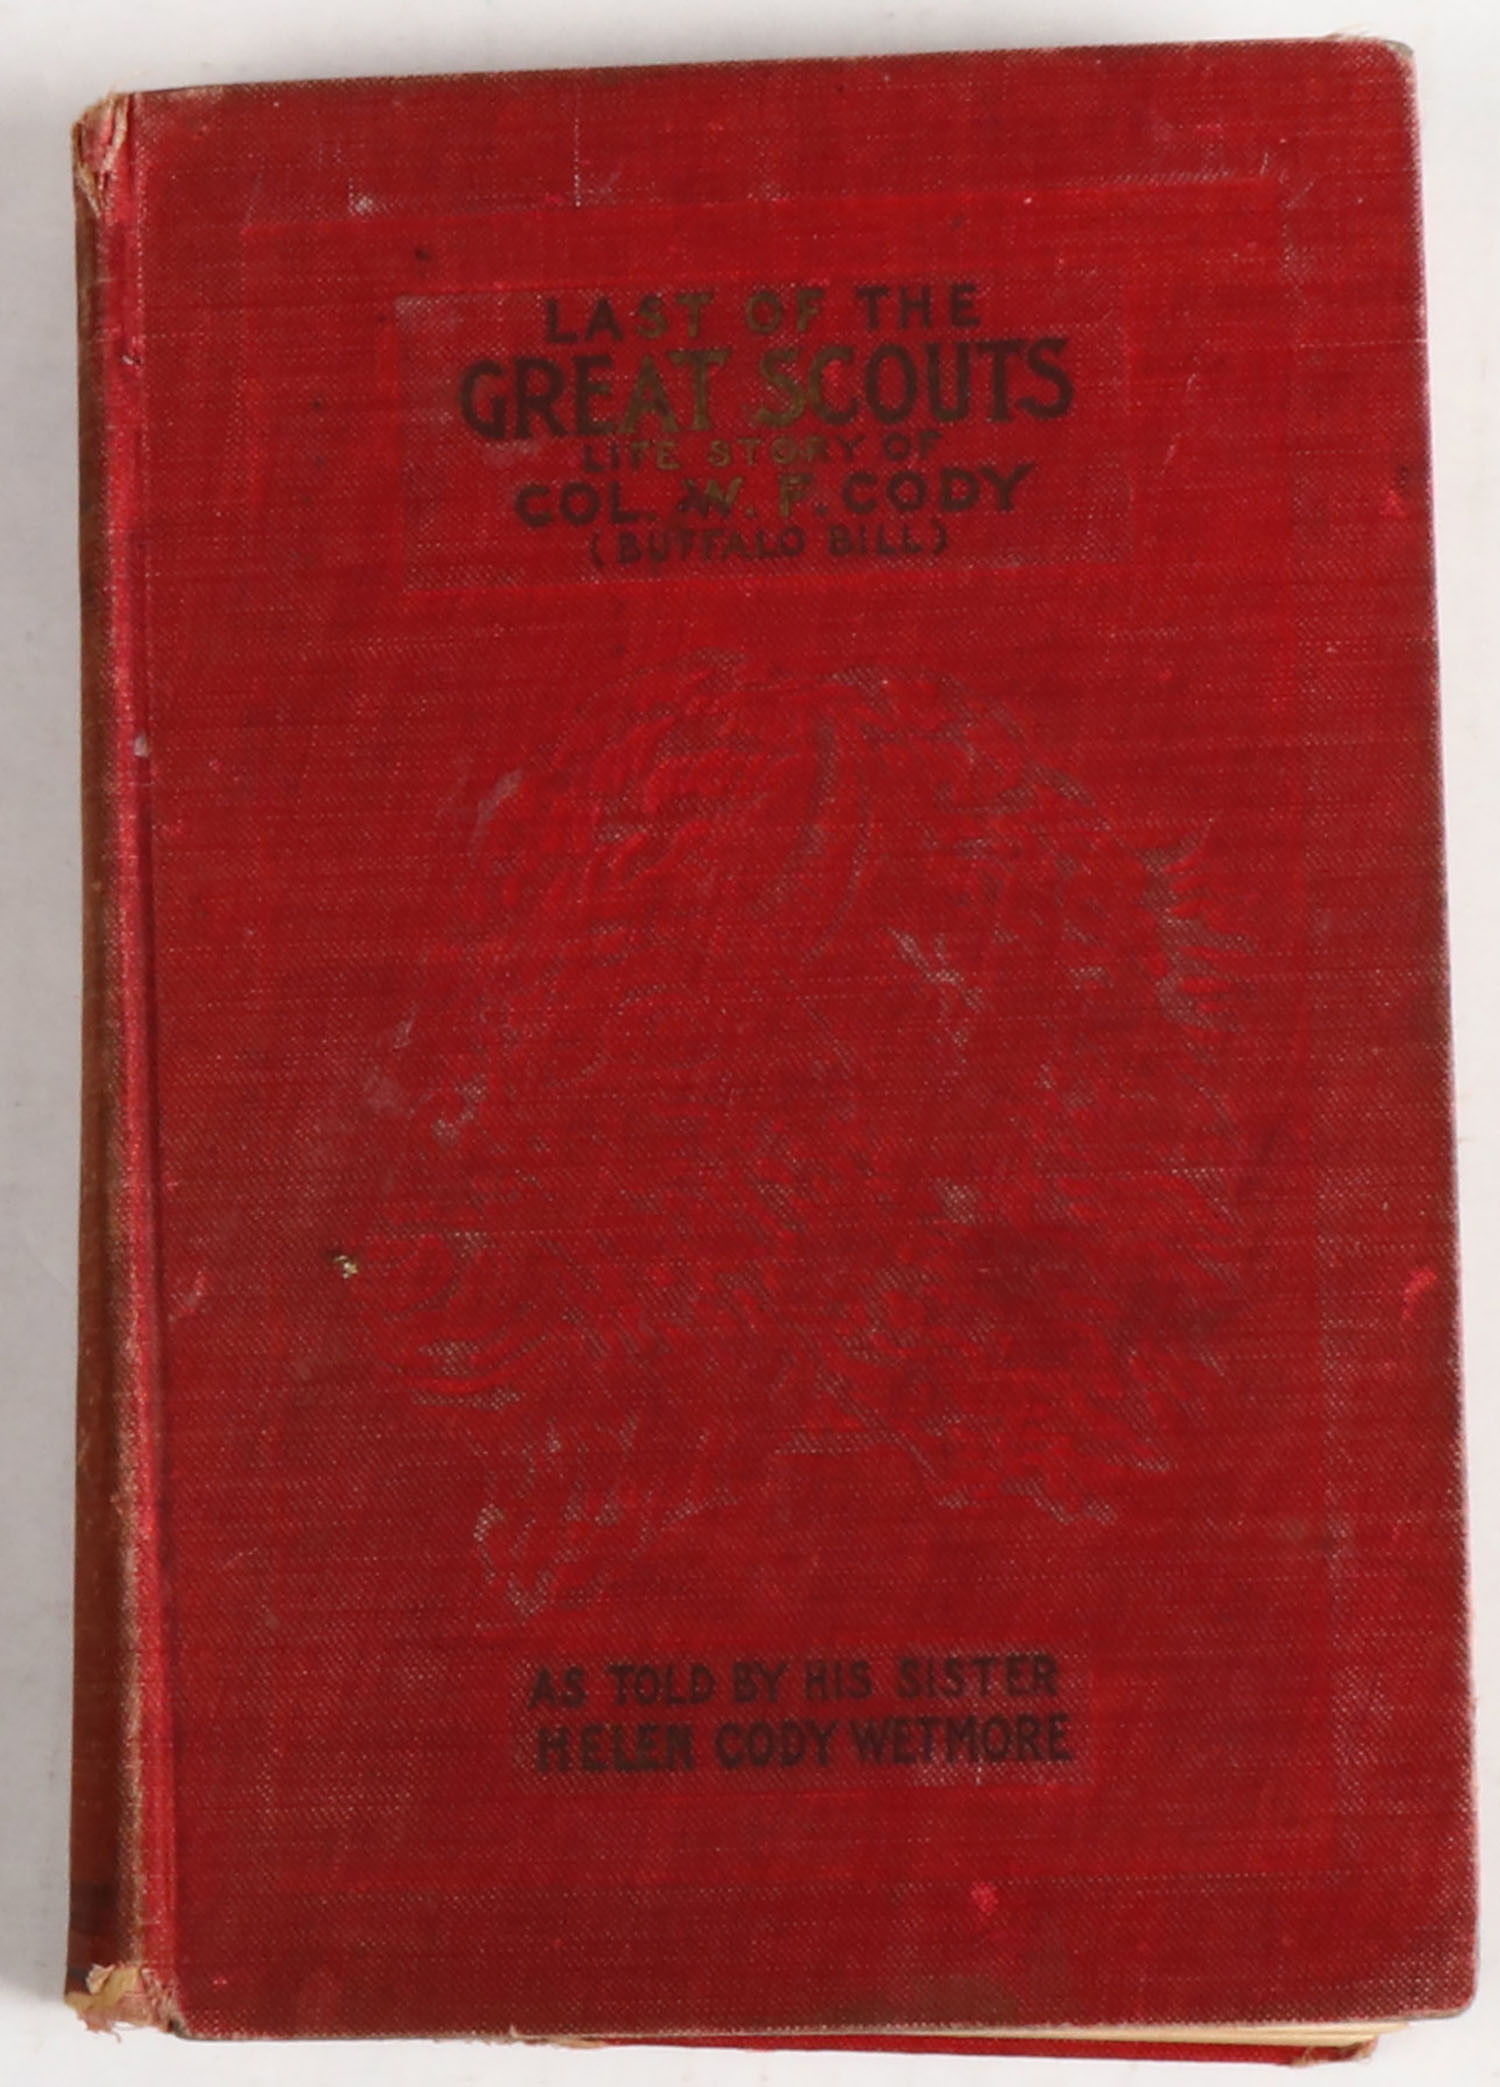 LAST OF THE
GREAT SCOUTS
LIFE STORY OF
COL. W. F. CODY
(BUFFALO BILL)
AS TOLD BY HIS SISTER
HELEN CODY WETMORE